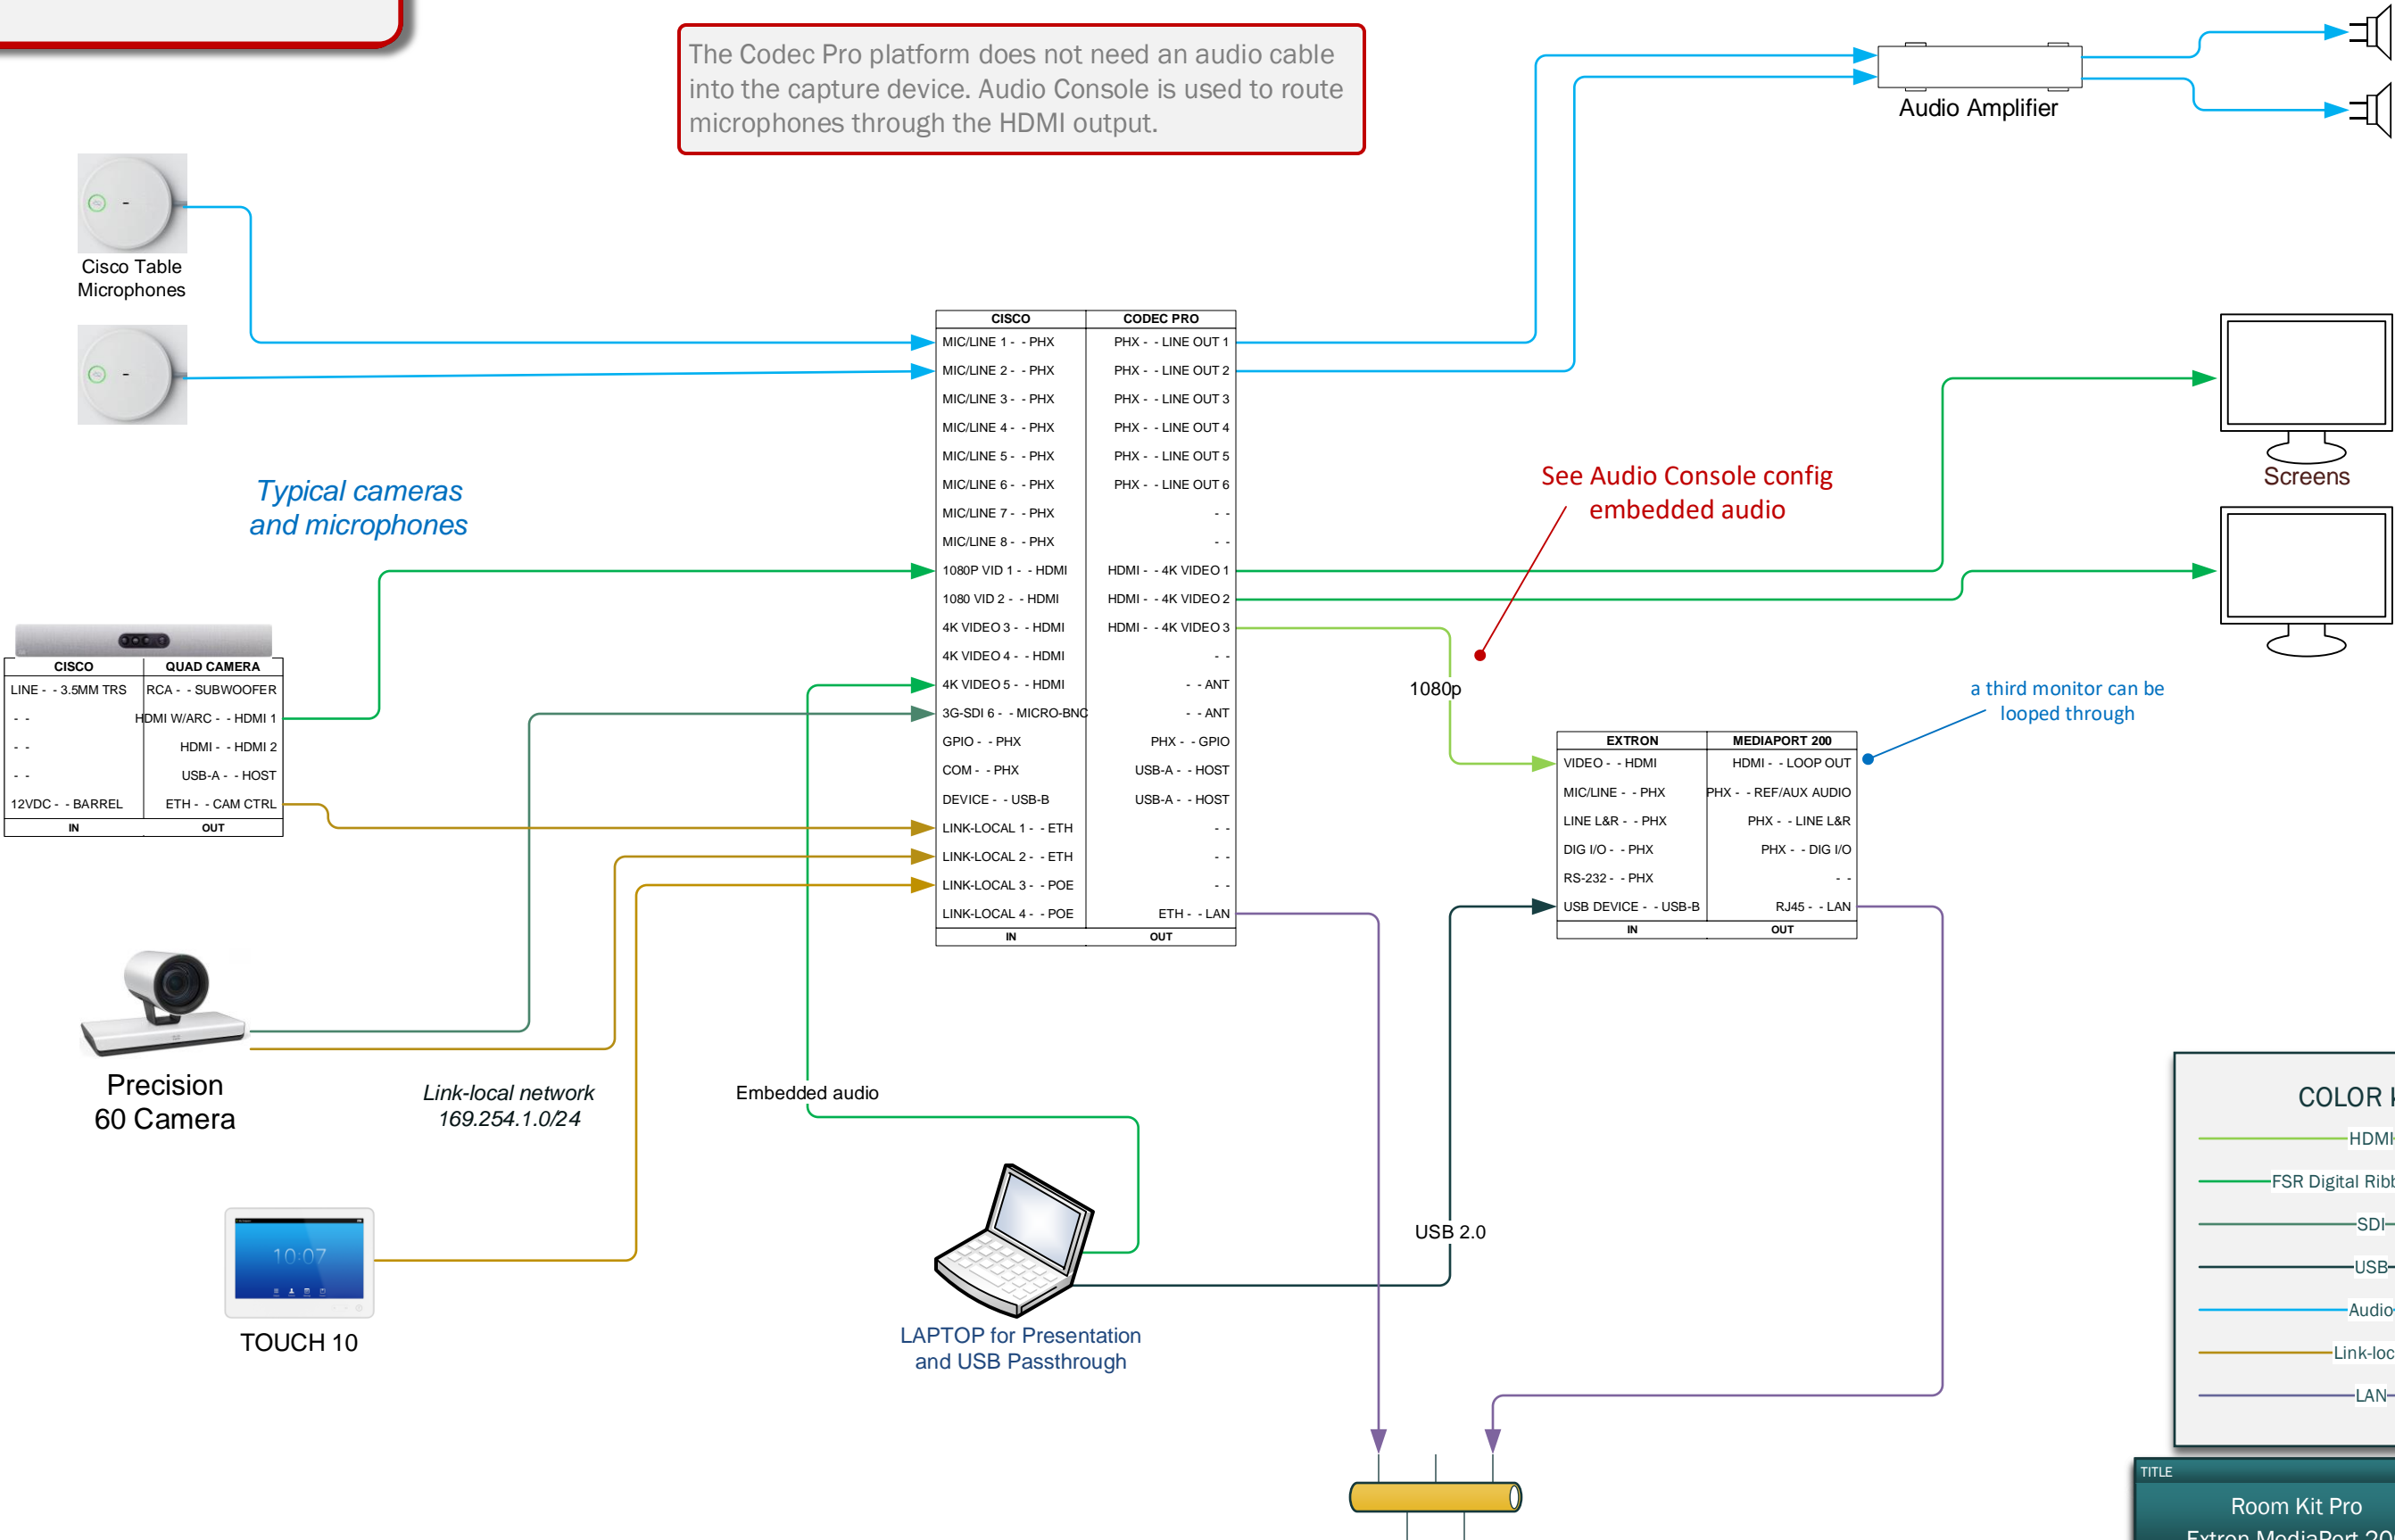 The Codec Pro platform does not need an audio cable
into the capture device. Audio Console is used to route
microphones through the HDMI output.
Audio Amplifier
Cisco Table
Microphones
Typical cameras
and microphones
CISCO CODEC PRO
MIC/LINE 1 - - PHX PHX - - LINE OUT 1
MIC/LINE 2 - - PHX PHX - - LINE OUT 2
MIC/LINE 3 - - PHX PHX - - LINE OUT 3
MIC/LINE 4 - - PHX PHX - - LINE OUT 4
MIC/LINE 5 - - PHX PHX - - LINE OUT 5
MIC/LINE 6 - - PHX PHX - - LINE OUT 6
MIC/LINE 7 - - PHX - -
MIC/LINE 8 - - PHX - -
1080P VID 1 - - HDMI HDMI - - 4K VIDEO 1
1080 VID 2 - - HDMI HDMI - - 4K VIDEO 2
4K VIDEO 3 - - HDMI HDMI - - 4K VIDEO 3
4K VIDEO 4 - - HDMI - -
4K VIDEO 5 - - HDMI - - ANT
3G-SDI 6 - - MICRO-BNC - - ANT
GPIO - - PHX PHX - - GPIO
COM - - PHX USB-A - - HOST
DEVICE - - USB-B USB-A - - HOST
LINK-LOCAL 1 - - ETH - -
LINK-LOCAL 2 - - ETH - -
LINK-LOCAL 3 - - POE - -
LINK-LOCAL 4 - - POE ETH - - LAN
IN OUT
See Audio Console config
embedded audio
Screens
CISCO QUAD CAMERA
LINE - - 3.5MM TRS RCA - - SUBWOOFER
- - HDMI W/ARC - - HDMI 1
- - HDMI - - HDMI 2
- - USB-A - - HOST
12VDC - - BARREL ETH - - CAM CTRL
IN OUT
1080p
a third monitor can be
looped through
EXTRON MEDIAPORT 200
VIDEO - - HDMI HDMI - - LOOP OUT
MIC/LINE - - PHX PHX - - REF/AUX AUDIO
LINE L&R - - PHX PHX - - LINE L&R
DIG I/O - - PHX PHX - - DIG I/O
RS-232 - - PHX - -
USB DEVICE - - USB-B RJ45 - - LAN
IN OUT
Precision
60 Camera
Link-local network
169.254.1.0/24
Embedded audio
10:07
TOUCH 10
LAPTOP for Presentation
and USB Passthrough
USB 2.0
COLOR
HDMI
FSR Digital
SDI
USB
Audio
Link-loc
LAN
TITLE
Room Kit Pro
Extron MediaPort